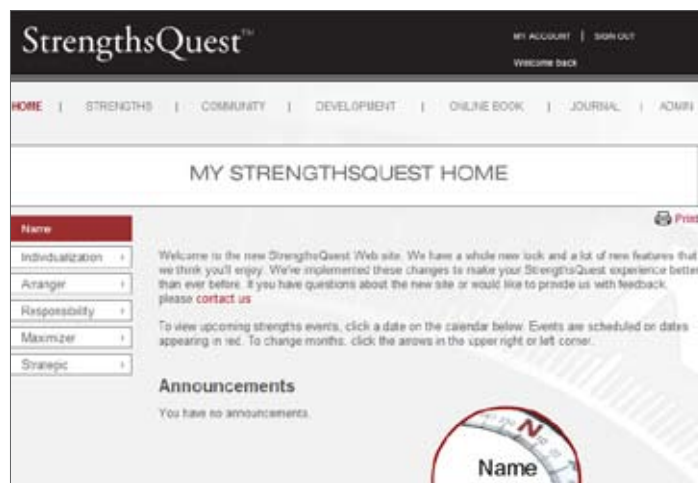 StrengthsQuest™
MY ACCOUNT | SIGN OUT
Welcome back
HOME | STRENGTHS | COMMUNITY | DEVELOPMENT | ONLINE BOOK | JOURNAL | ADMIN
MY STRENGTHSQUEST HOME
Print
Name
Individualization
Arranger
Responsibility
Maximizer
Strategic
Welcome to the new StrengthsQuest Web site. We have a whole new look and a lot of new features that
we think you'll enjoy. We've implemented these changes to make your StrengthsQuest experience better
than ever before. If you have questions about the new site or would like to provide us with feedback,
please contact us
To view upcoming strengths events, click a date on the calendar below. Events are scheduled on dates
appearing in red. To change months, click the arrows in the upper right or left corner.
Announcements
You have no announcements.
N
Name